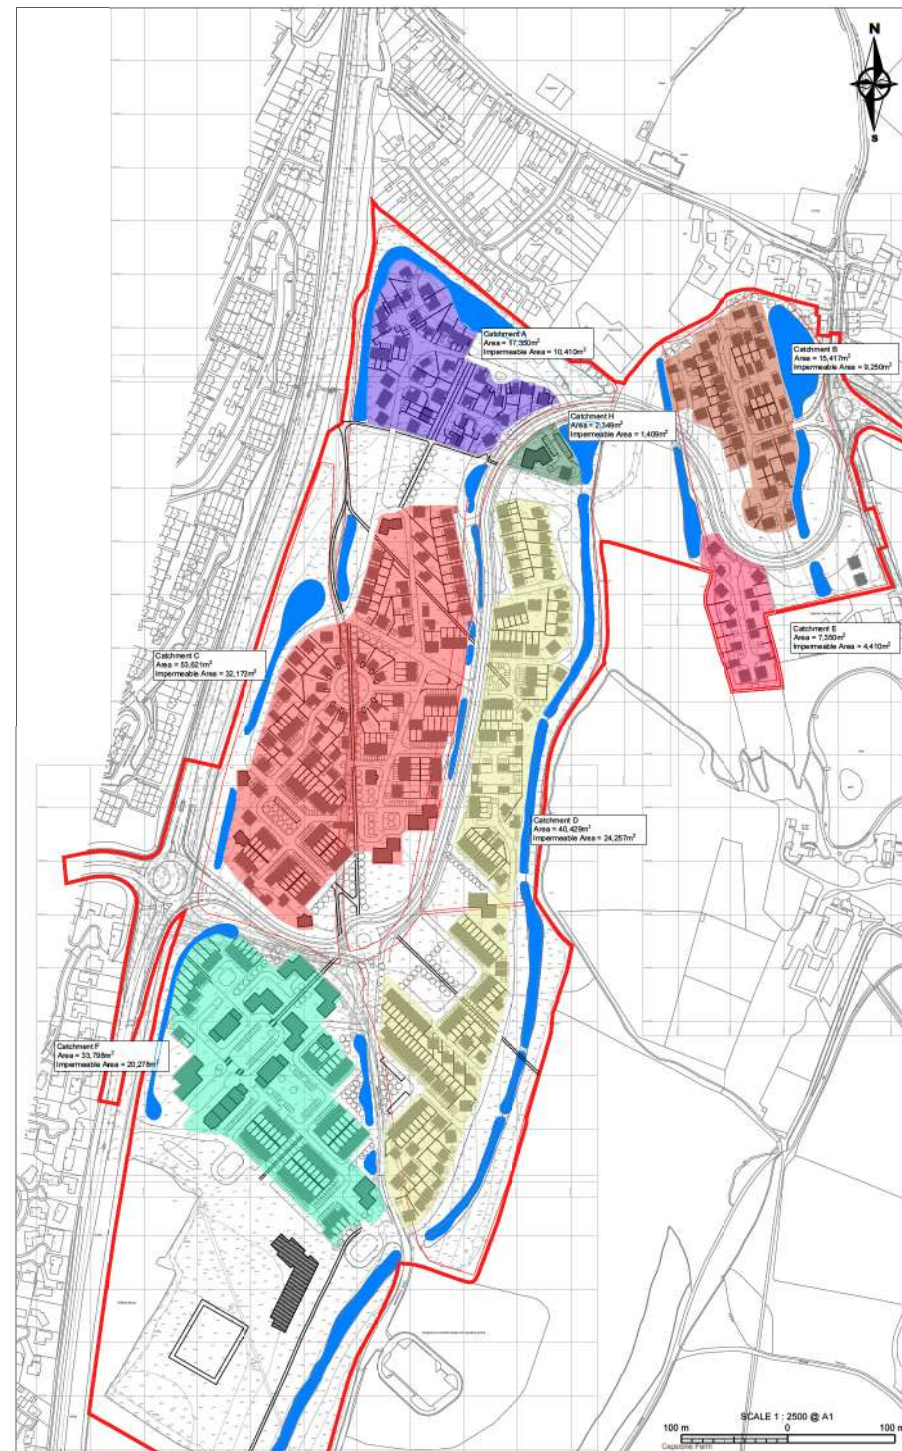 N
S
Catchment A
Area = 17,350m²
Impermeable Area = 10,410m²
Catchment B
Area = 15,417m²
Impermeable Area = 9,250m²
Catchment H
Area = 2,349m²
Impermeable Area = 1,409m²
Catchment E
Area = 7,350m²
Impermeable Area = 4,410m²
Catchment C
Area = 53,621m²
Impermeable Area = 32,172m²
Catchment D
Area = 40,429m²
Impermeable Area = 24,257m²
Catchment F
Area = 33,798m²
Impermeable Area = 20,278m²
SCALE 1 : 2500 @ A1
100 m
0
100 m
Capstone Farm